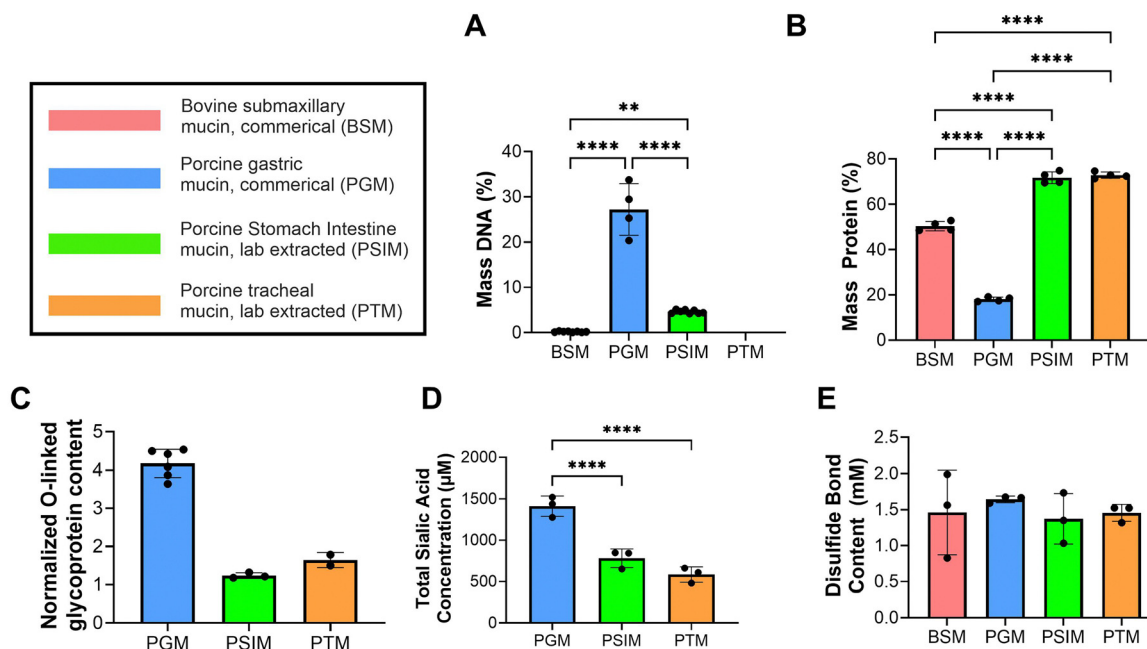 Bovine submaxillary
mucin, commerical (BSM)
Porcine gastric
mucin, commerical (PGM)
Porcine Stomach Intestine
mucin, lab extracted (PSIM)
Porcine tracheal
mucin, lab extracted (PTM)
A
**
**** ****
Mass DNA (%)
40
30
20
10
0
BSM PGM PSIM PTM
B
****
****
****
**** ****
Mass Protein (%)
80
60
40
20
0
BSM PGM PSIM PTM
C
Normalized O-linked
glycoprotein content
5
4
3
2
1
0
PGM PSIM PTM
D
****
****
Total Sialic Acid
Concentration (µM)
1500
1000
500
0
PGM PSIM PTM
E
Disulfide Bond
Content (mM)
2.5
2.0
1.5
1.0
0.5
0.0
BSM PGM PSIM PTM